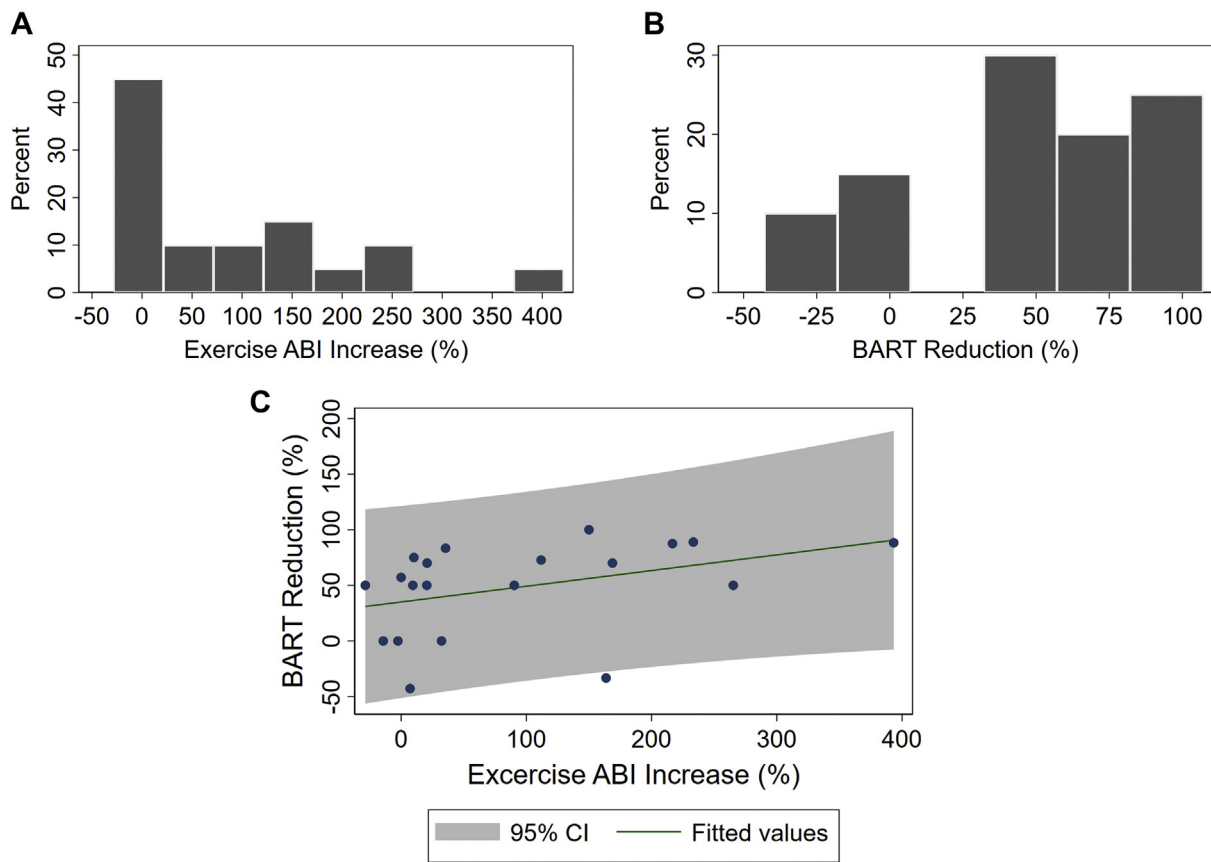 A
Percent
0 10 20 30 40 50
-50 0 50 100 150 200 250 300 350 400
Exercise ABI Increase (%)
B
Percent
0 10 20 30
-50 -25 0 25 50 75 100
BART Reduction (%)
C
BART Reduction (%)
-50 0 50 100 150 200
0 100 200 300 400
Excercise ABI Increase (%)
95% CI Fitted values